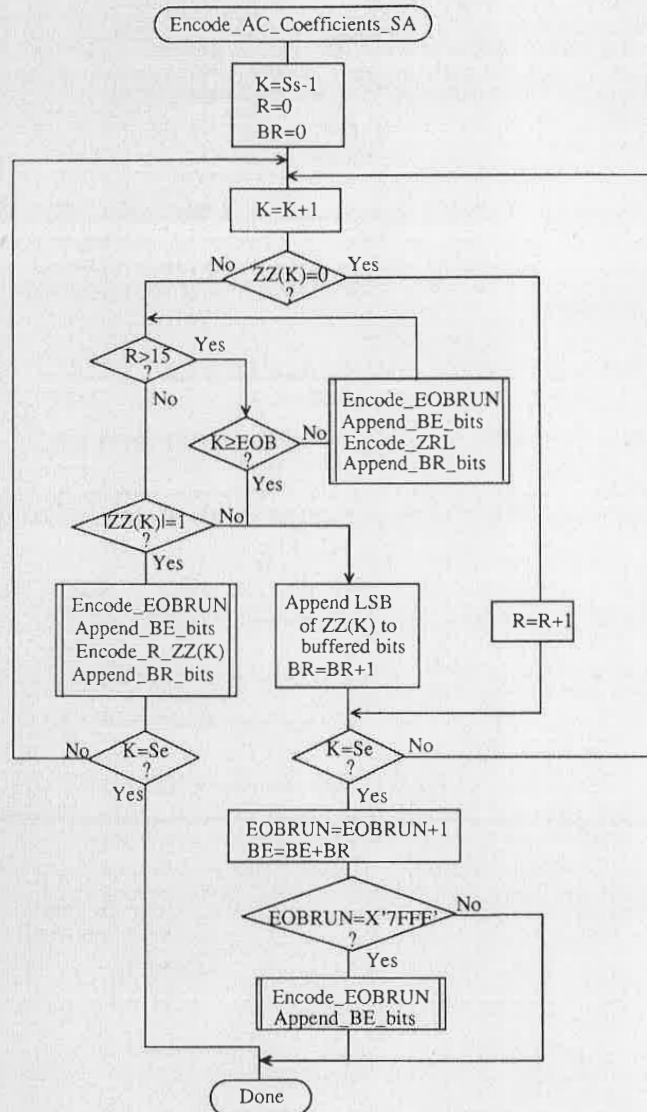 Encode_AC_Coefficients_SA
K=Ss-1
R=0
BR=0
K=K+1
No
ZZ(K)=0
?
Yes
R>15
?
Yes
No
K≥EOB
?
No
Yes
Encode_EOBRUN
Append_BE_bits
Encode_ZRL
Append_BR_bits
|ZZ(K)|=1
?
No
Yes
Encode_EOBRUN
Append_BE_bits
Encode_R_ZZ(K)
Append_BR_bits
Append LSB
of ZZ(K) to
buffered bits
BR=BR+1
R=R+1
No
K=Se
?
Yes
K=Se
?
No
Yes
EOBRUN=EOBRUN+1
BE=BE+BR
EOBRUN=X'7FFF'
?
No
Yes
Encode_EOBRUN
Append_BE_bits
Done